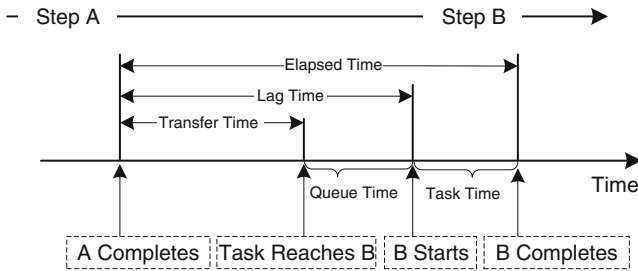 Step A Step B
Elapsed Time
Lag Time
Transfer Time
Time
Queue Time Task Time
A Completes Task Reaches B B Starts B Completes